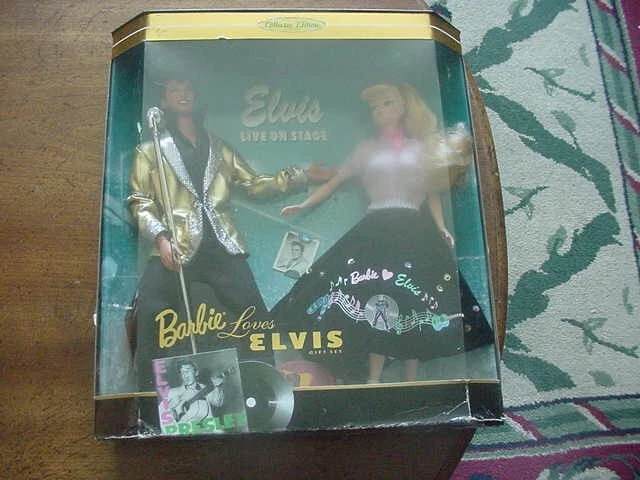 Collector Edition
Elvis
LIVE ON STAGE
Barbie ♥ Elvis
Barbie Loves
ELVIS
GIFT SET
ELVIS
PRESLEY